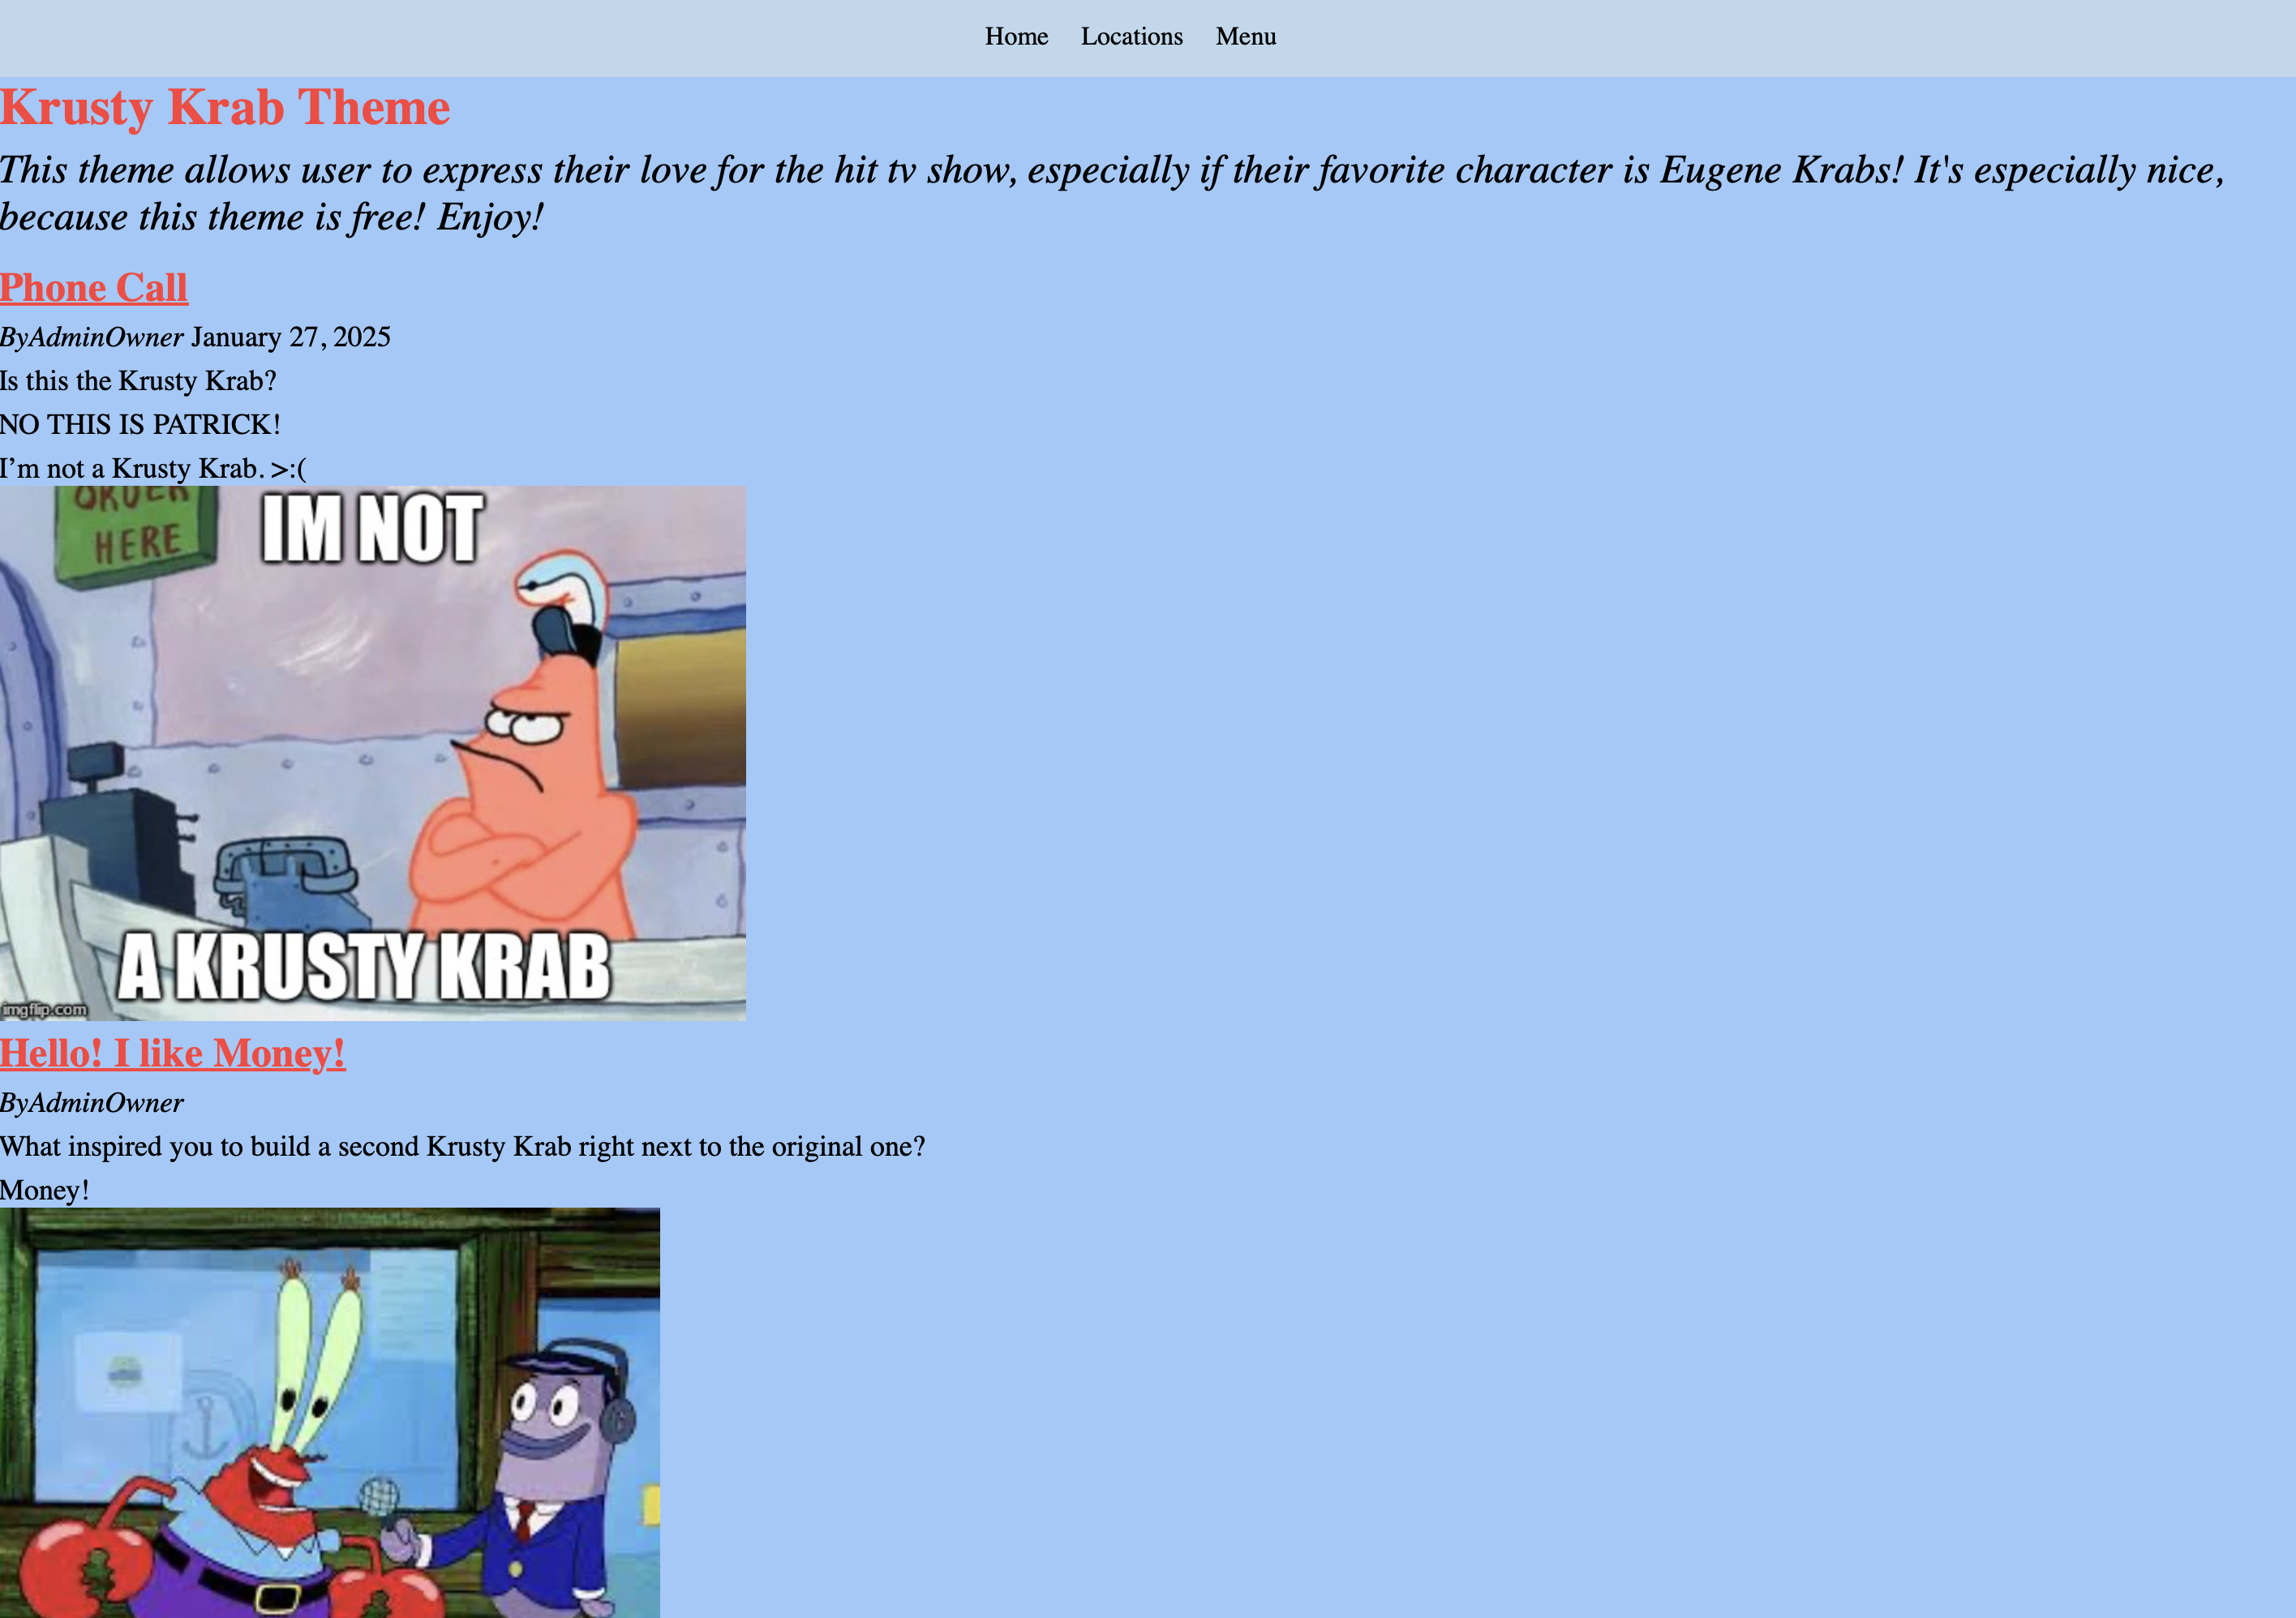 Home Locations Menu
Krusty Krab Theme
This theme allows user to express their love for the hit tv show, especially if their favorite character is Eugene Krabs! It's especially nice,
because this theme is free! Enjoy!
Phone Call
ByAdminOwner January 27, 2025
Is this the Krusty Krab?
NO THIS IS PATRICK!
I’m not a Krusty Krab. >:(
ORDER
HERE
IM NOT
A KRUSTY KRAB
imgflip.com
Hello! I like Money!
ByAdminOwner
What inspired you to build a second Krusty Krab right next to the original one?
Money!